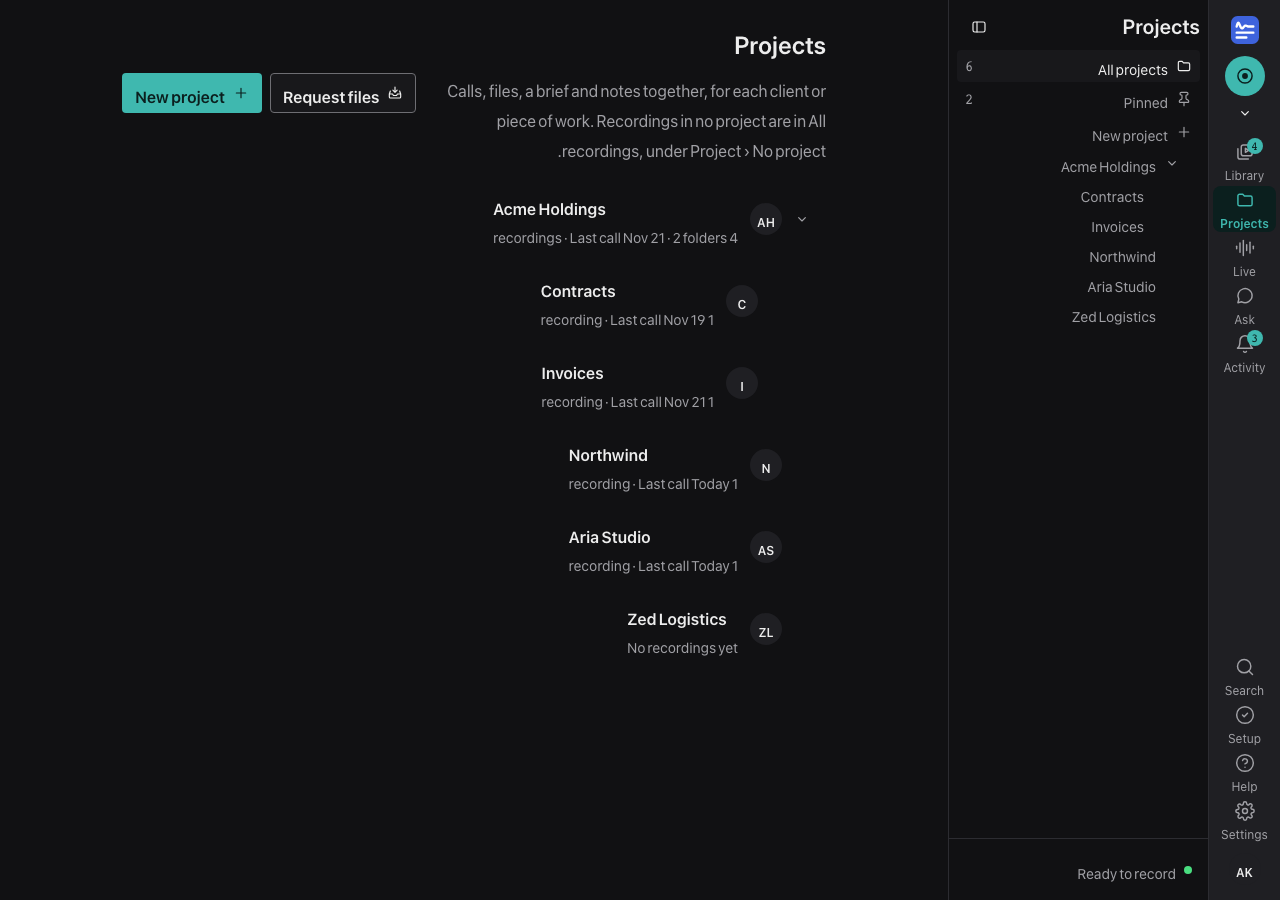 Projects
All projects
6
Pinned
2
New project
Acme Holdings
Contracts
Invoices
Northwind
Aria Studio
Zed Logistics
Ready to record
4
Library
Projects
Live
Ask
3
Activity
Search
Setup
Help
Settings
AK
Projects
Calls, files, a brief and notes together, for each client or
piece of work. Recordings in no project are in All
.recordings, under Project › No project
Request files
New project
AH
Acme Holdings
recordings · Last call Nov 21 · 2 folders 4
C
Contracts
recording · Last call Nov 19 1
I
Invoices
recording · Last call Nov 21 1
N
Northwind
recording · Last call Today 1
AS
Aria Studio
recording · Last call Today 1
ZL
Zed Logistics
No recordings yet